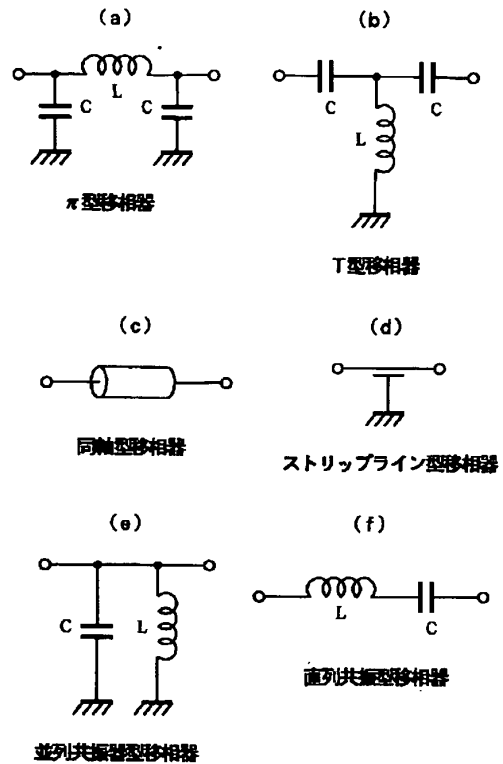 (a)
(b)
L
C
C
C
C
L
π型移相器
T型移相器
(c)
(d)
同軸型移相器
ストリップライン型移相器
(e)
(f)
C
L
L
C
直列共振型移相器
並列共振器型移相器